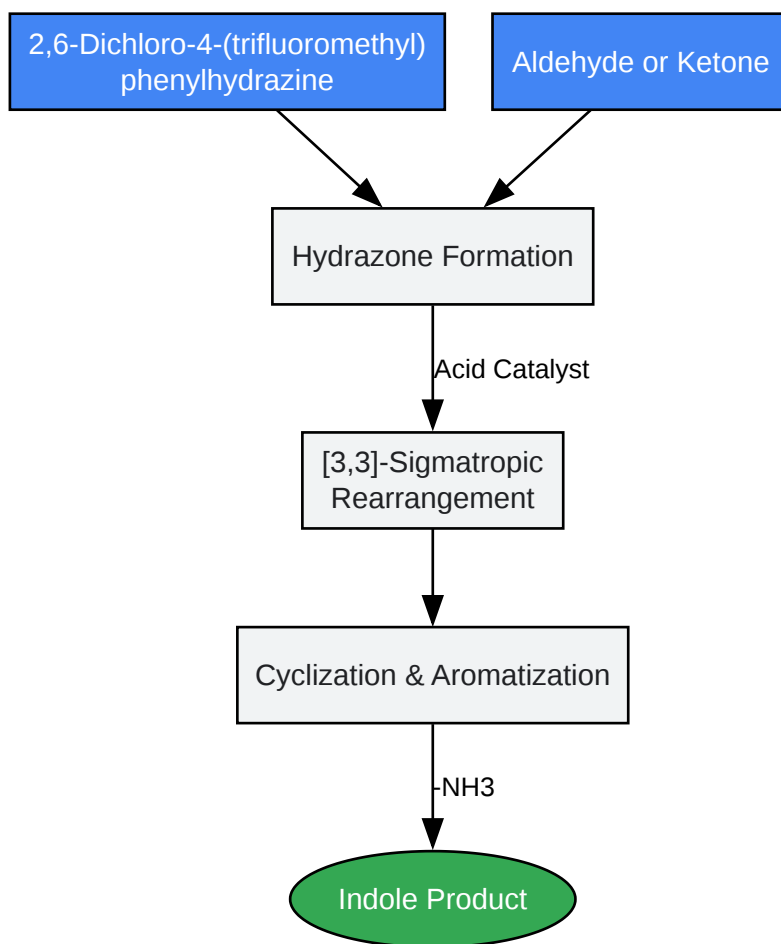 2,6-Dichloro-4-(trifluoromethyl)
phenylhydrazine
Aldehyde or Ketone
Hydrazone Formation
Acid Catalyst
[3,3]-Sigmatropic
Rearrangement
Cyclization & Aromatization
-NH3
Indole Product